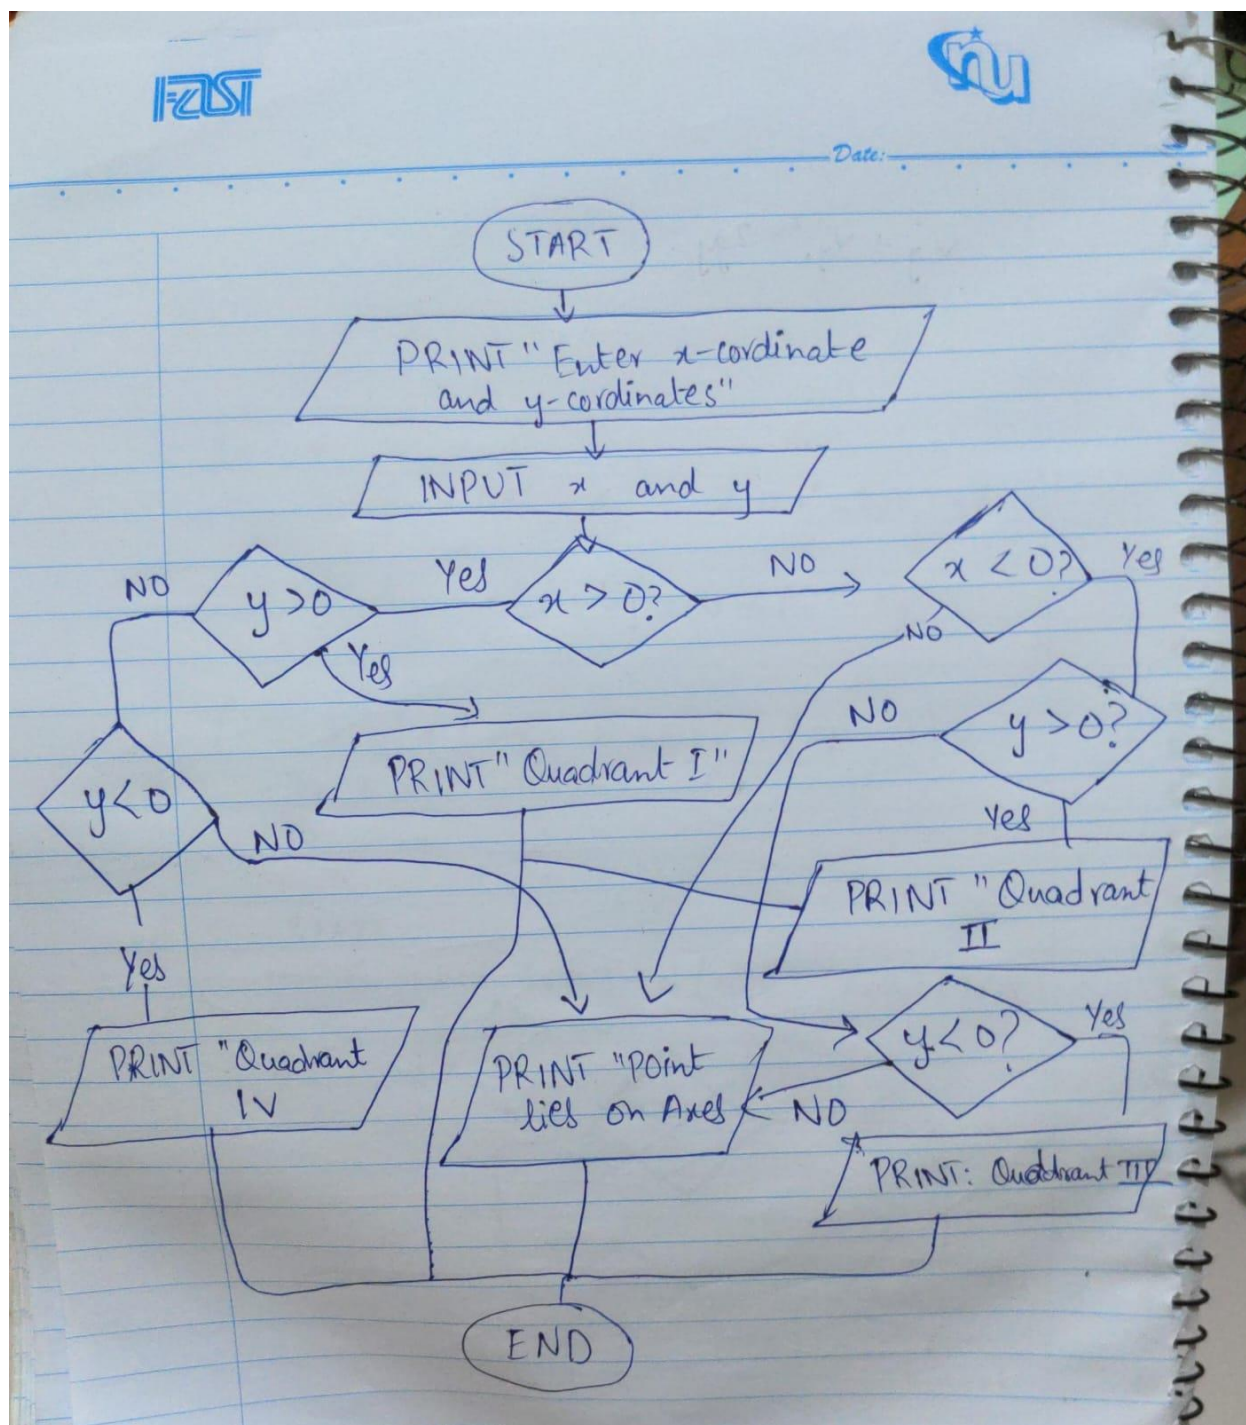 FAST
nu
Date:
START
PRINT "Enter x-cordinate
and y-cordinates"
INPUT x and y
NO
y>0
Yes
x > 0?
NO
x < 0?
Yes
NO
Yes
NO
y > 0?
PRINT "Quadrant I"
y<0
NO
Yes
PRINT "Quadrant
II
Yes
PRINT "Quadrant
IV
PRINT "Point
lies on Axes
y < 0?
Yes
NO
PRINT: Quaddrant III
END